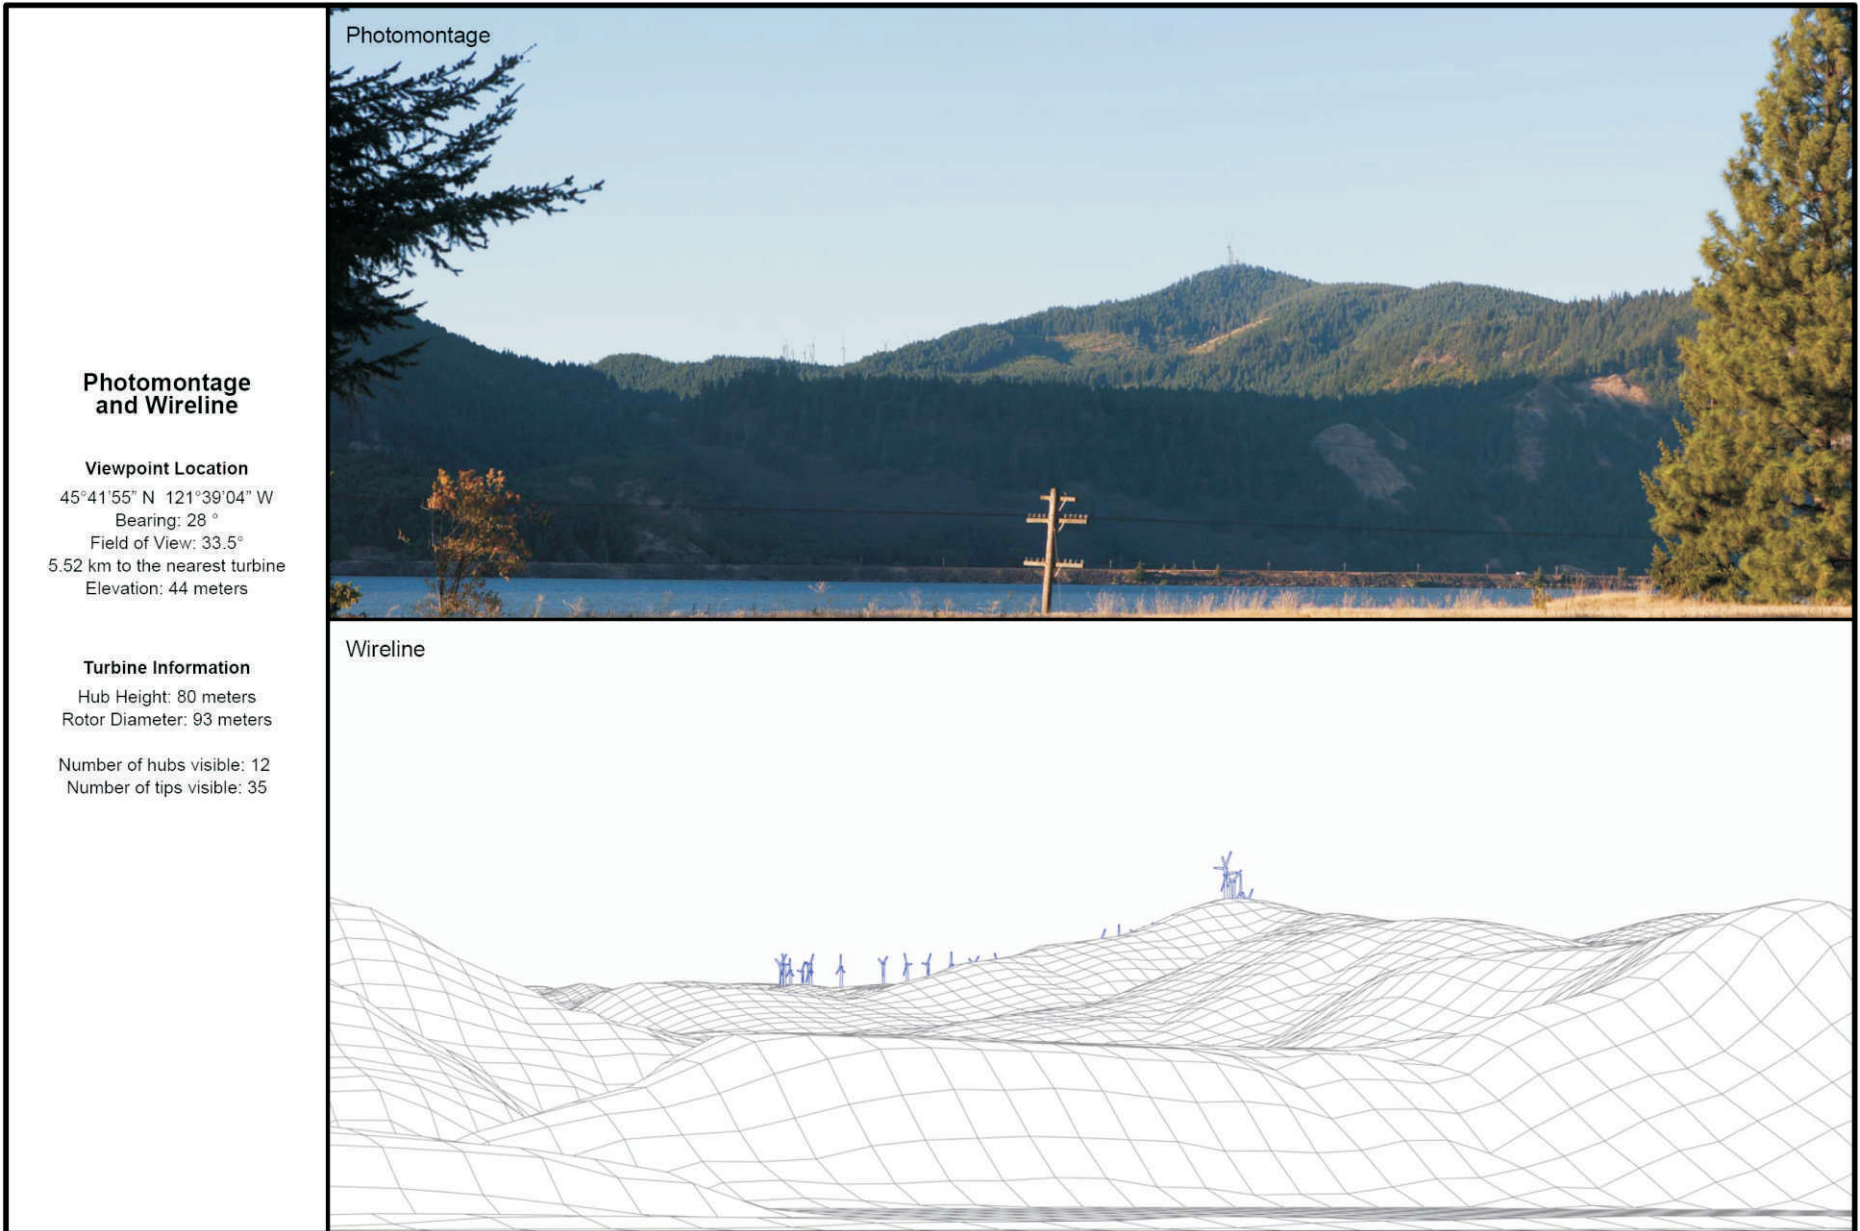 Photomontage
and Wireline
Viewpoint Location
45°41'55" N 121°39'04" W
Bearing: 28 °
Field of View: 33.5°
5.52 km to the nearest turbine
Elevation: 44 meters
Turbine Information
Hub Height: 80 meters
Rotor Diameter: 93 meters
Number of hubs visible: 12
Number of tips visible: 35
Photomontage
Wireline